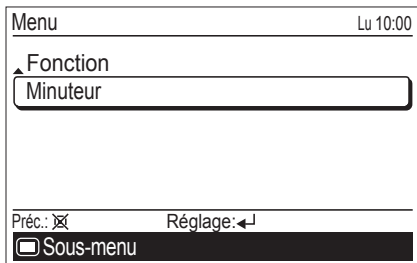 Menu Lu 10:00
Fonction
Minuteur
Préc.: Réglage:
Sous-menu